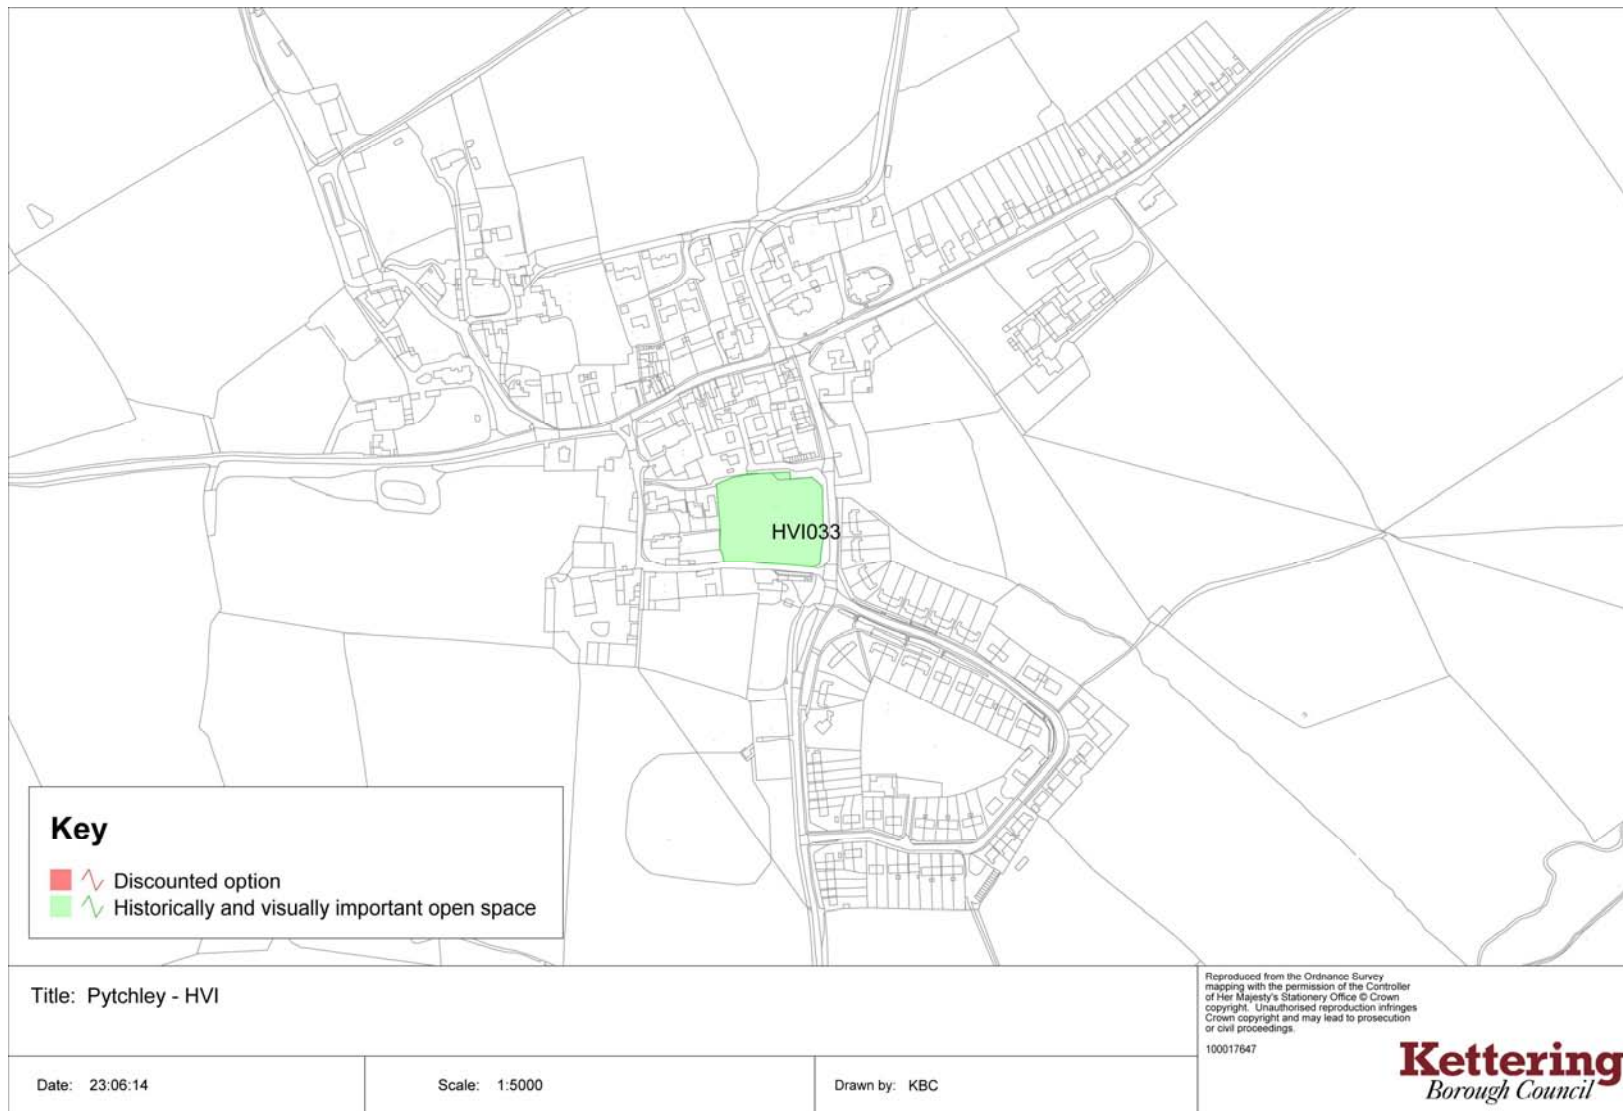 HVI033
Key
Discounted option
Historically and visually important open space
Title: Pytchley - HVI
Date: 23:06:14
Scale: 1:5000
Drawn by: KBC
Reproduced from the Ordnance Survey
mapping with the permission of the Controller
of Her Majesty's Stationery Office © Crown
copyright. Unauthorised reproduction infringes
Crown copyright and may lead to prosecution
or civil proceedings.
100017647
Kettering
Borough Council